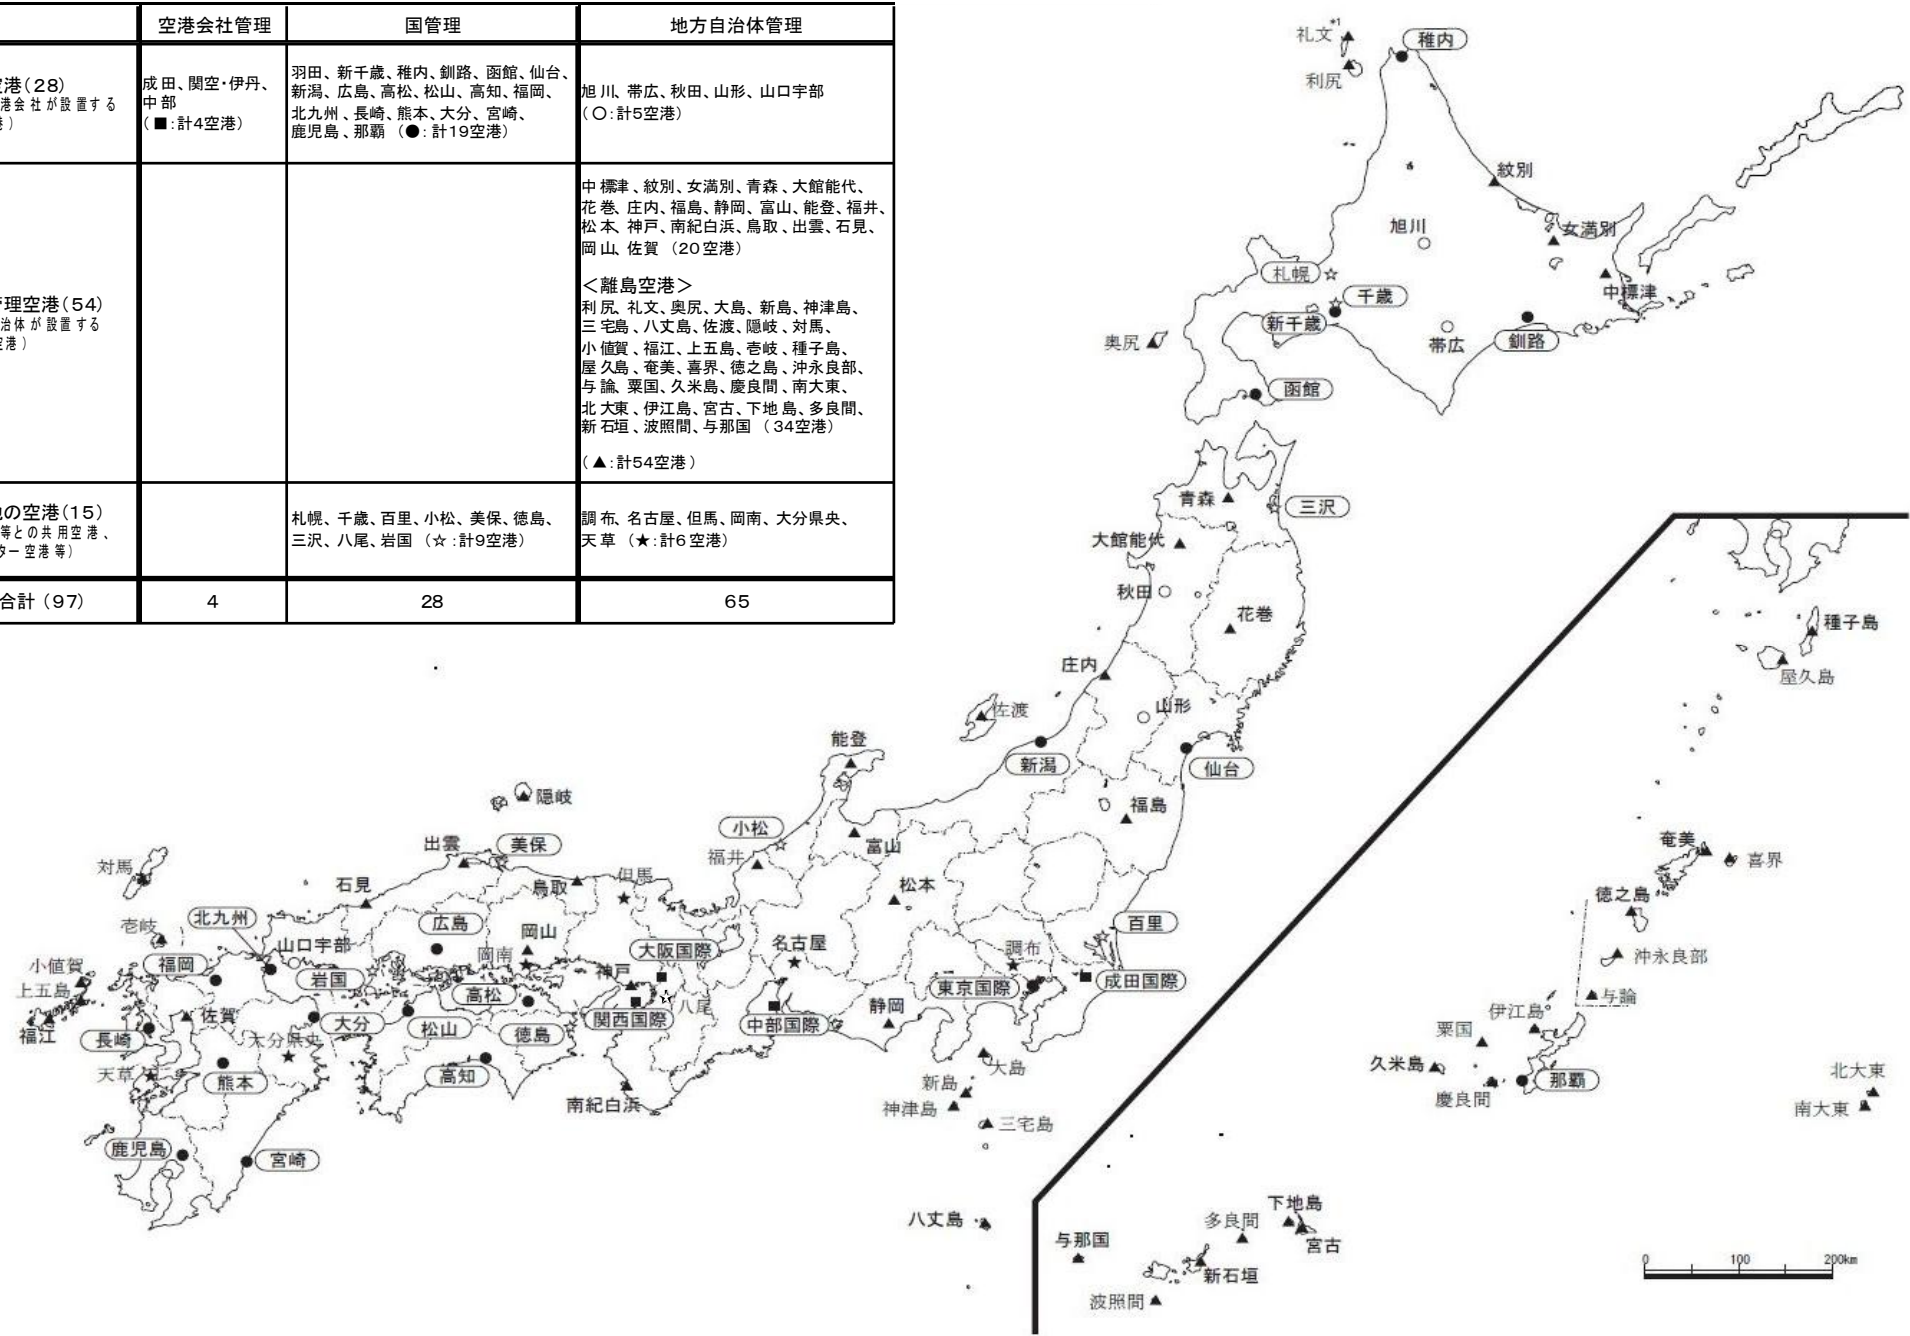 空港会社管理
国管理
地方自治体管理
港(28)
港会社が設置する
成田、関空・伊丹、
中部
(■:計4空港)
羽田、新千歳、稚内、釧路、函館、仙台、
新潟、広島、高松、松山、高知、福岡、
北九州、長崎、熊本、大分、宮崎、
鹿児島、那覇 (●:計19空港)
旭川、帯広、秋田、山形、山口宇部
(○:計5空港)
理空港(54)
治体が設置する
港)
中標津、紋別、女満別、青森、大館能代、
花巻、庄内、福島、静岡、富山、能登、福井、
松本、神戸、南紀白浜、鳥取、出雲、石見、
岡山、佐賀 (20空港)
<離島空港>
利尻、礼文、奥尻、大島、新島、神津島、
三宅島、八丈島、佐渡、隠岐、対馬、
小値賀、福江、上五島、壱岐、種子島、
屋久島、奄美、喜界、徳之島、沖永良部、
与論、粟国、久米島、慶良間、南大東、
北大東、伊江島、宮古、下地島、多良間、
新石垣、波照間、与那国 (34空港)
(▲:計54空港)
の空港(15)
等との共用空港、
ター空港等)
札幌、千歳、百里、小松、美保、徳島、
三沢、八尾、岩国 (☆:計9空港)
調布、名古屋、但馬、岡南、大分県央、
天草 (★:計6空港)
合計(97)
4
28
65
礼文*1
稚内
利尻
紋別
旭川
女満別
札幌
千歳
中標津
新千歳
奥尻
帯広
釧路
函館
青森
三沢
大館能代
秋田
花巻
庄内
佐渡
山形
能登
新潟
仙台
隠岐
福島
小松
出雲
美保
福井
富山
対馬
鳥取
但馬
石見
松本
北九州
広島
岡山
百里
壱岐
山口宇部
岡南
大阪国際
名古屋
調布
福岡
小値賀
岩国
神戸
上五島
高松
東京国際
成田国際
八尾
静岡
佐賀
関西国際
中部国際
福江
長崎
大分
松山
徳島
大分県央
天草
熊本
高知
大島
新島
南紀白浜
神津島
三宅島
鹿児島
宮崎
八丈島
種子島
屋久島
奄美
喜界
徳之島
沖永良部
与論
伊江島
粟国
久米島
那覇
慶良間
北大東
南大東
下地島
多良間
宮古
与那国
新石垣
波照間
0 100 200km